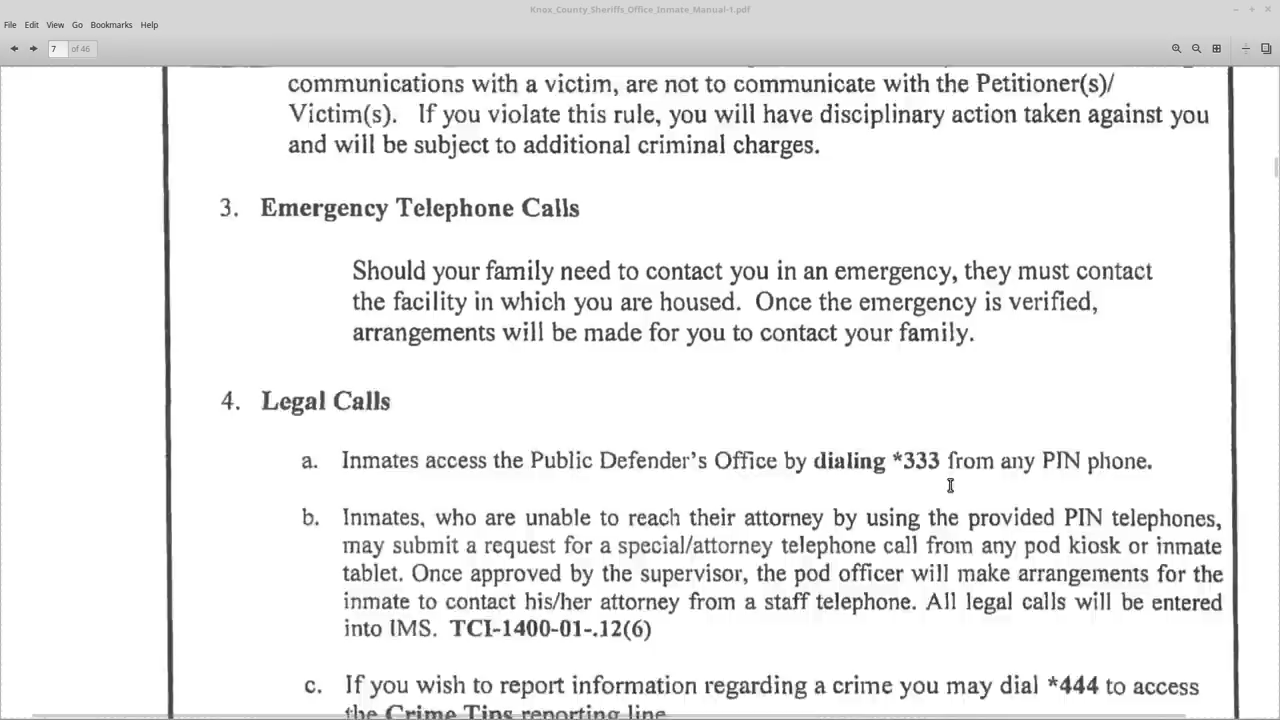 Knox_County_Sheriffs_Office_Inmate_Manual-1.pdf
File Edit View Go Bookmarks Help
7 of 46
communications with a victim, are not to communicate with the Petitioner(s)/
Victim(s). If you violate this rule, you will have disciplinary action taken against you
and will be subject to additional criminal charges.
3. Emergency Telephone Calls
Should your family need to contact you in an emergency, they must contact
the facility in which you are housed. Once the emergency is verified,
arrangements will be made for you to contact your family.
4. Legal Calls
a. Inmates access the Public Defender's Office by dialing *333 from any PIN phone.
b. Inmates, who are unable to reach their attorney by using the provided PIN telephones,
may submit a request for a special/attorney telephone call from any pod kiosk or inmate
tablet. Once approved by the supervisor, the pod officer will make arrangements for the
inmate to contact his/her attorney from a staff telephone. All legal calls will be entered
into IMS. TCI-1400-01-.12(6)
c. If you wish to report information regarding a crime you may dial *444 to access
the Crime Tips reporting line